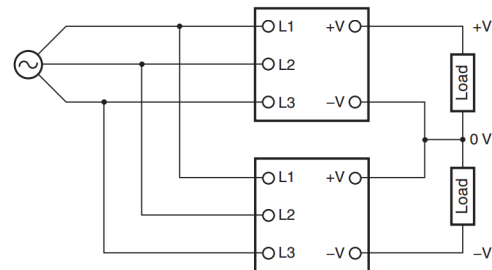 L1 +V +V
L2
L3 –V
Load
0 V
L1 +V
L2
Load
L3 –V –V